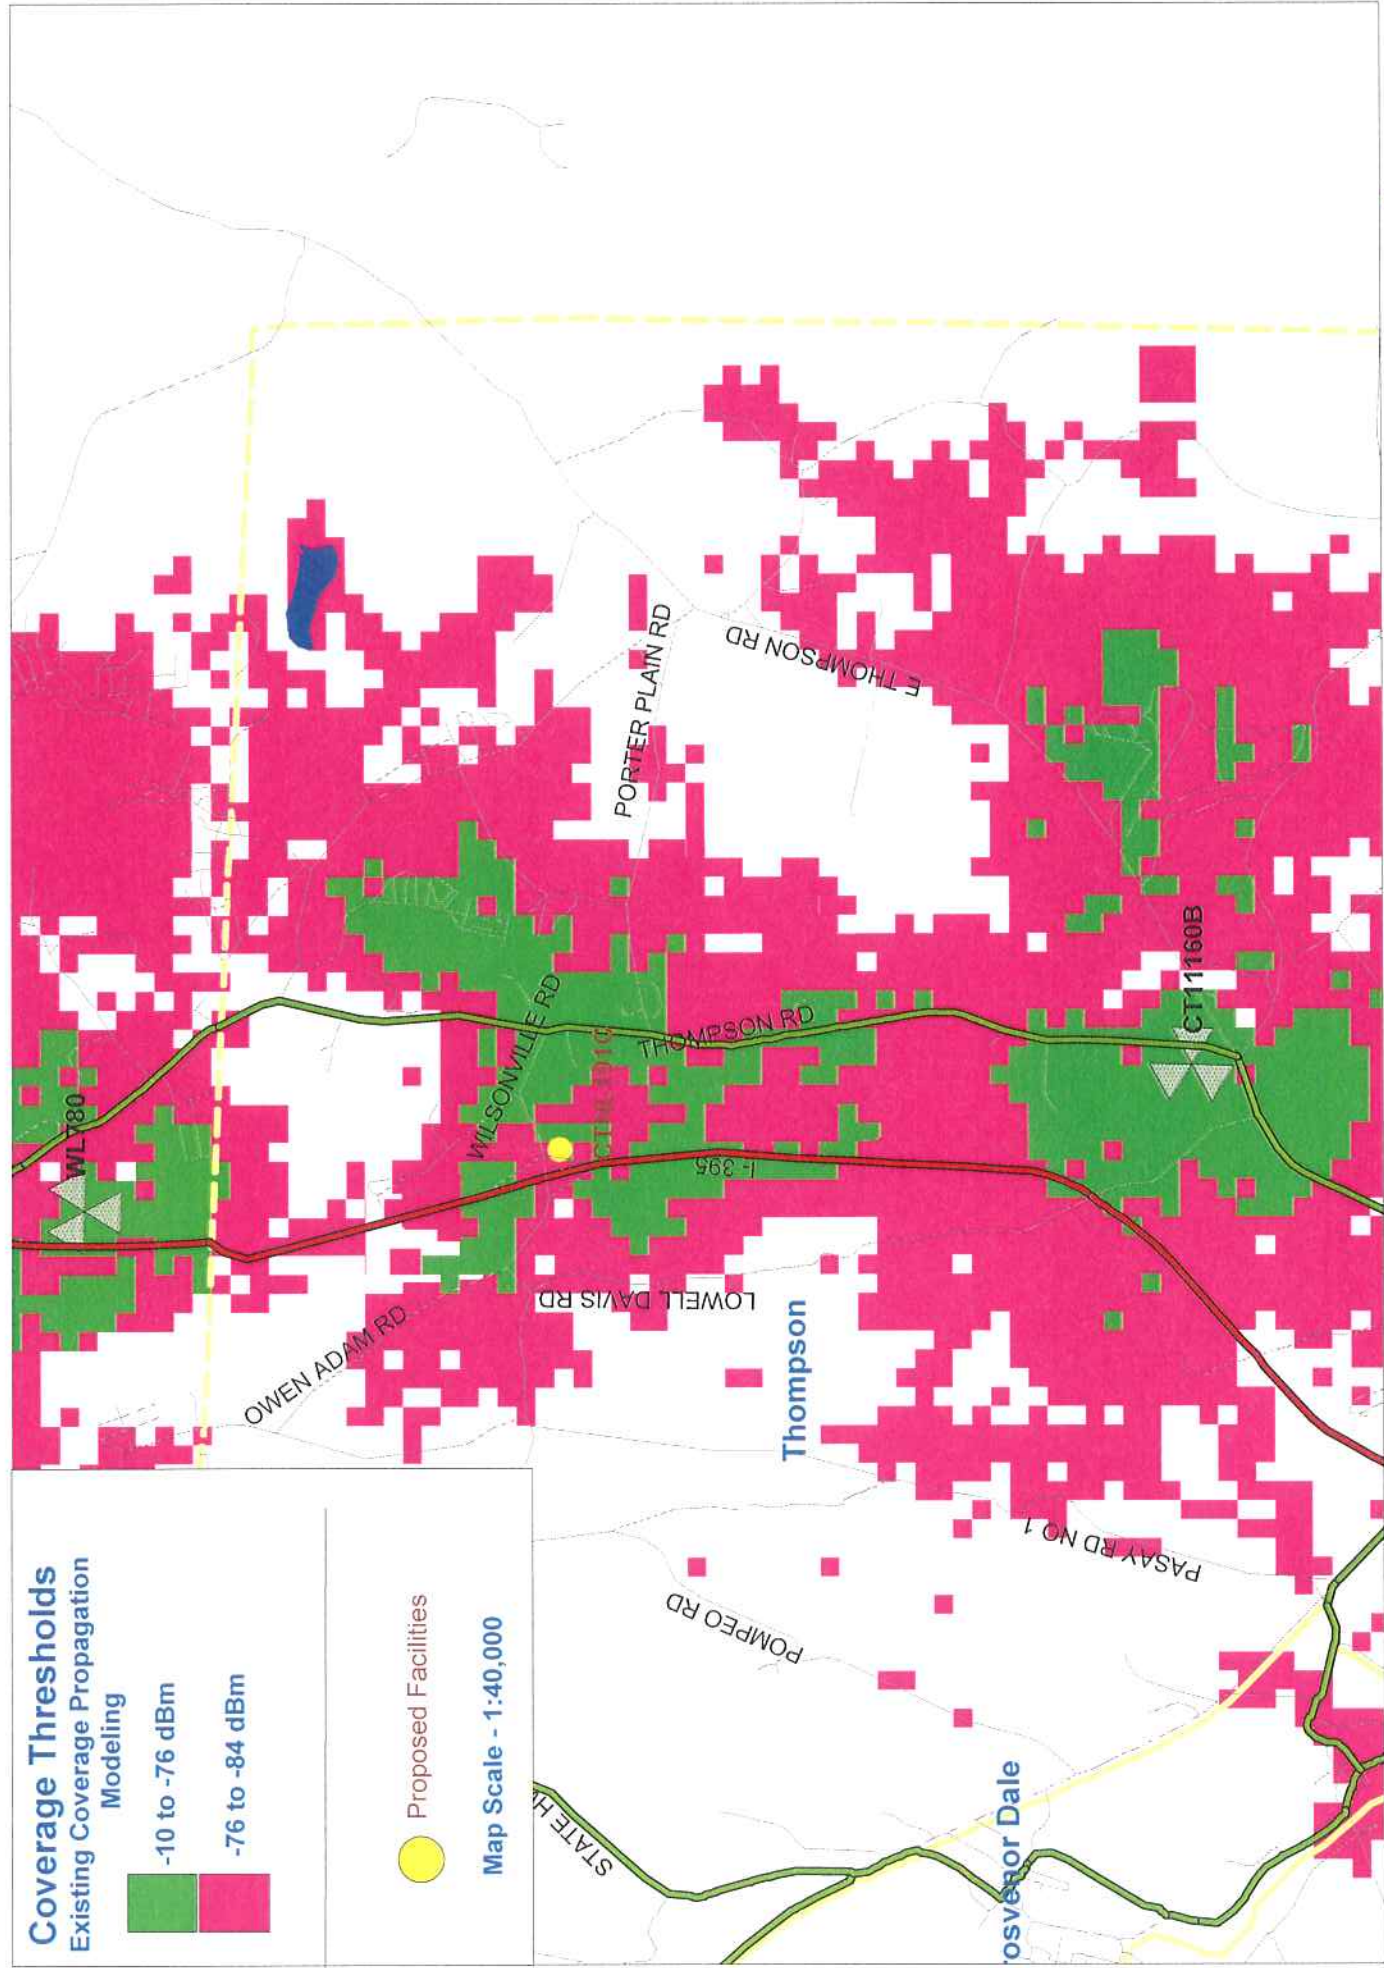 Coverage Thresholds
Existing Coverage Propagation
Modeling
-10 to -76 dBm
-76 to -84 dBm
Proposed Facilities
Map Scale - 1:40,000
WL780
OWEN ADAM RD
WILSONVILLE RD
LOWELL DAVIS RD
I- 395
THOMPSON RD
PORTER PLAIN RD
E THOMPSON RD
Thompson
CT11160B
PASAY RD NO 1
POMPEO RD
STATE H
rosvenor Dale